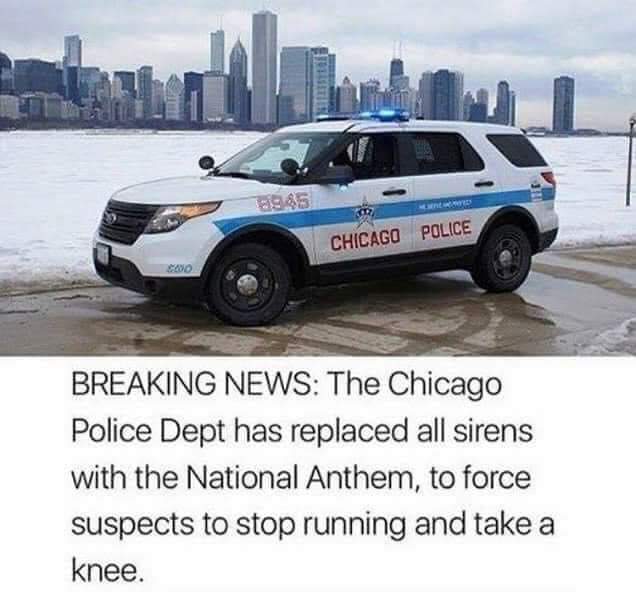 8945
CHICAGO POLICE
BREAKING NEWS: The Chicago
Police Dept has replaced all sirens
with the National Anthem, to force
suspects to stop running and take a
knee.